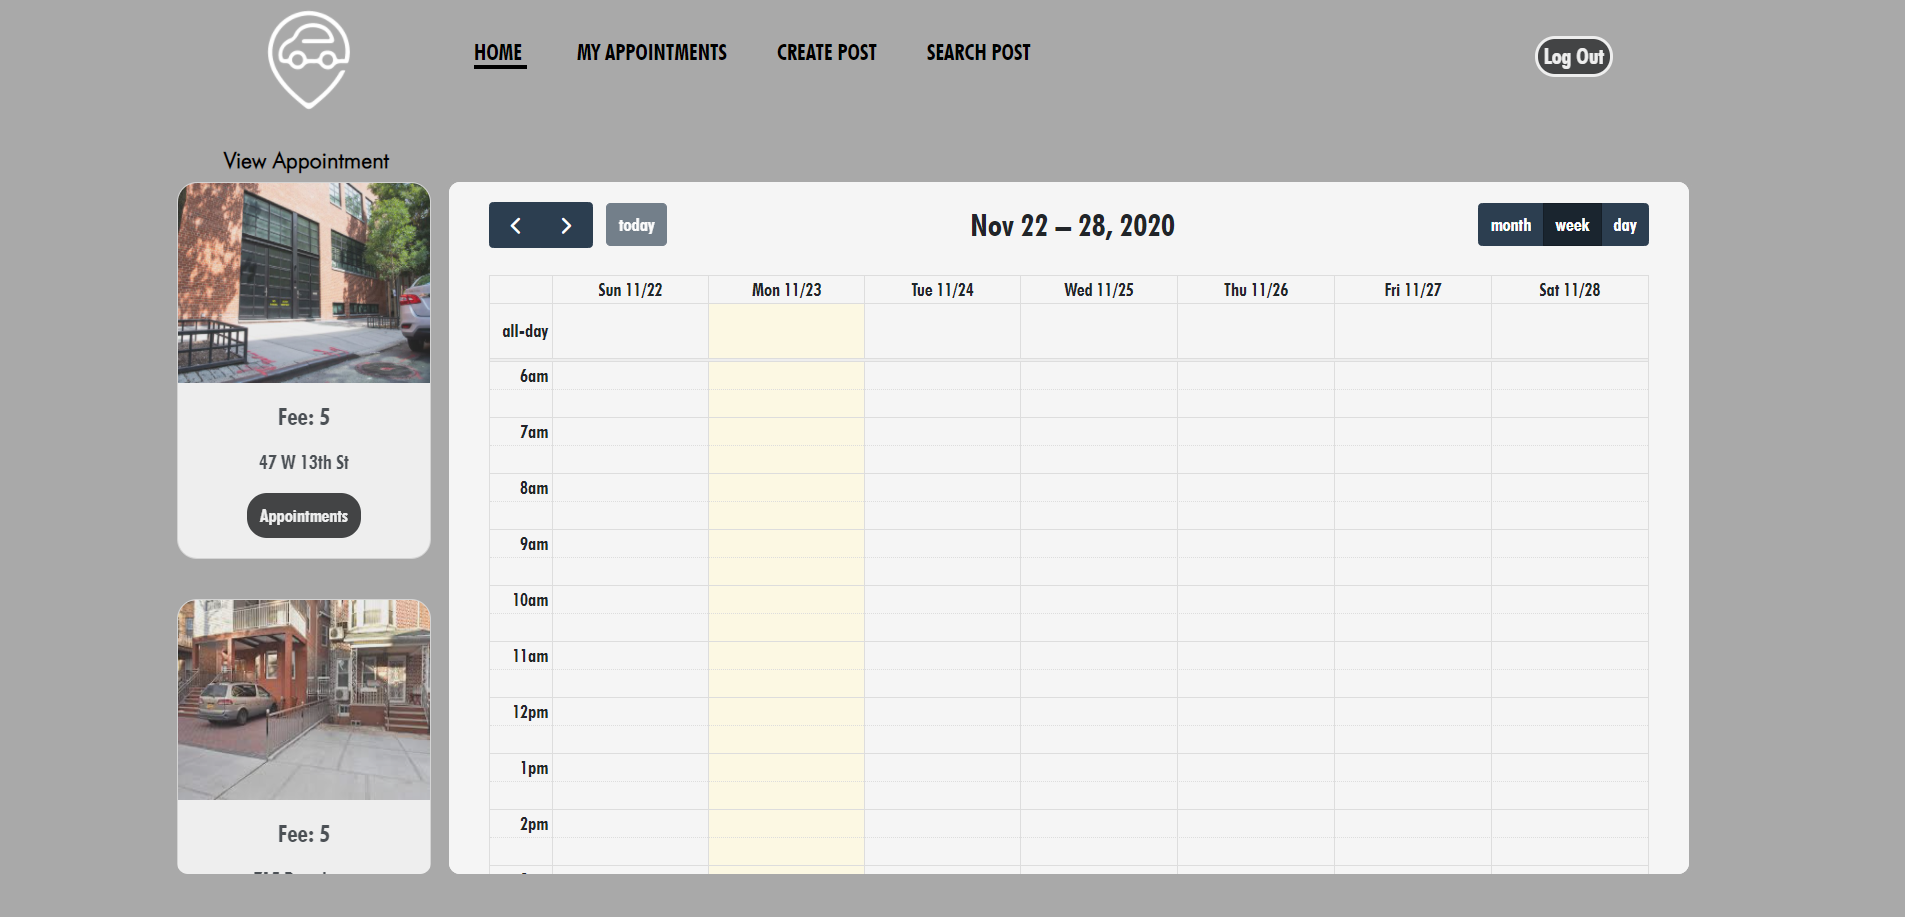 HOME MY APPOINTMENTS CREATE POST SEARCH POST Log Out
View Appointment
Fee: 5
47 W 13th St
Appointments
Fee: 5
today Nov 22 – 28, 2020 month week day
Sun 11/22 Mon 11/23 Tue 11/24 Wed 11/25 Thu 11/26 Fri 11/27 Sat 11/28
all-day
6am
7am
8am
9am
10am
11am
12pm
1pm
2pm